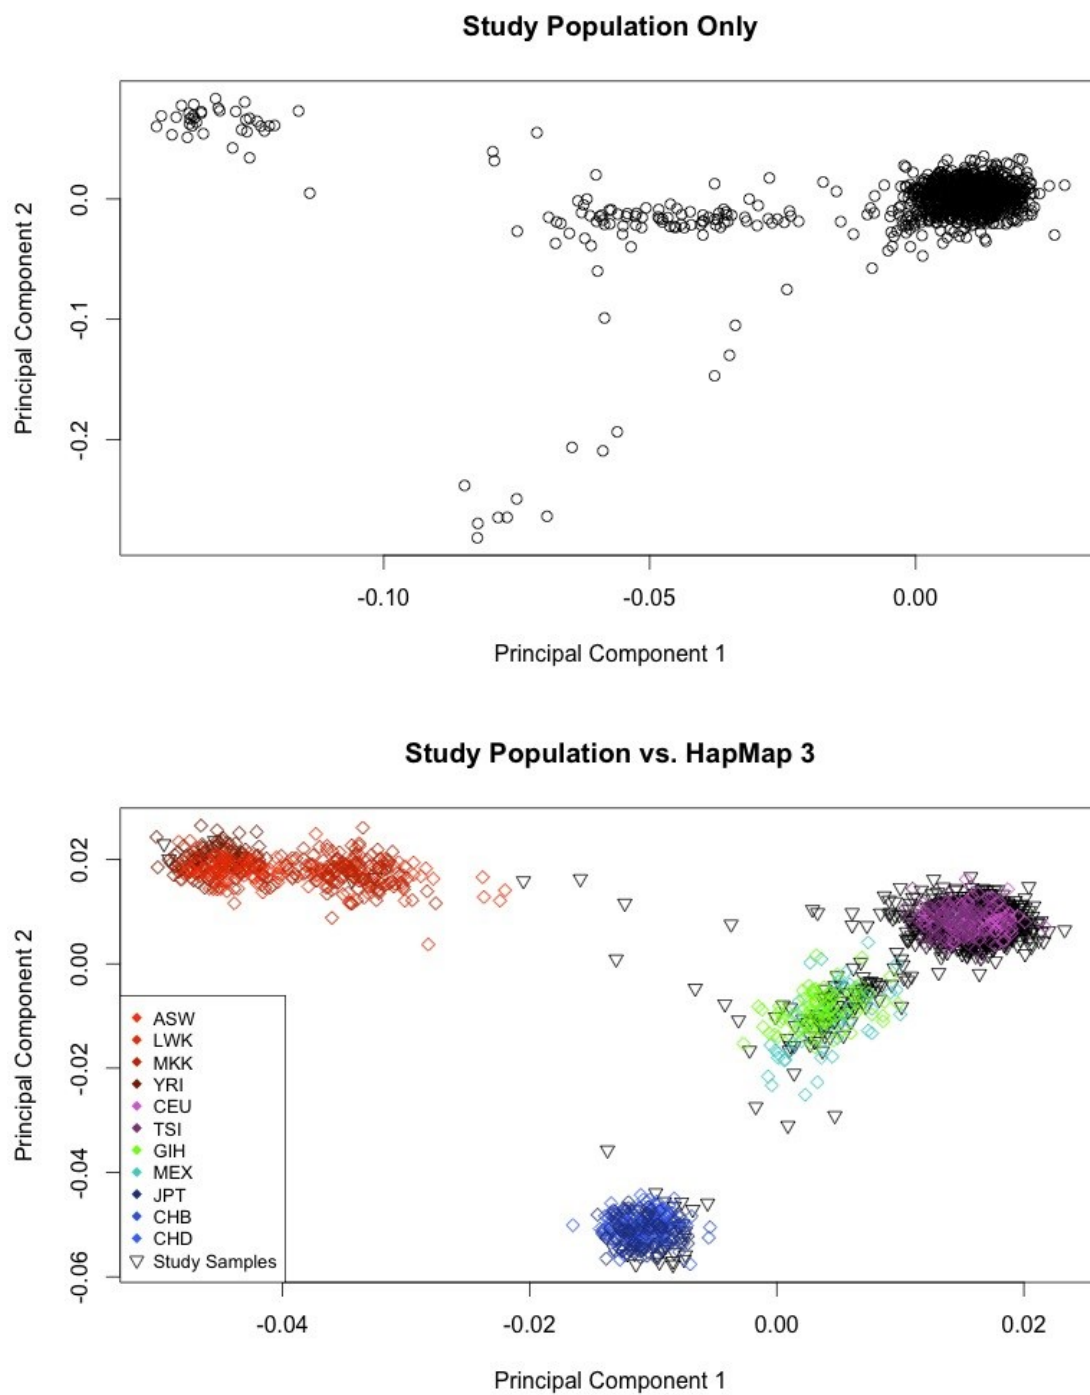 Study Population Only
Principal Component 2
0.0
-0.1
-0.2
-0.10 -0.05 0.00
Principal Component 1
Study Population vs. HapMap 3
Principal Component 2
0.02
0.00
-0.02
-0.04
-0.06
ASW
LWK
MKK
YRI
CEU
TSI
GIH
MEX
JPT
CHB
CHD
Study Samples
-0.04 -0.02 0.00 0.02
Principal Component 1